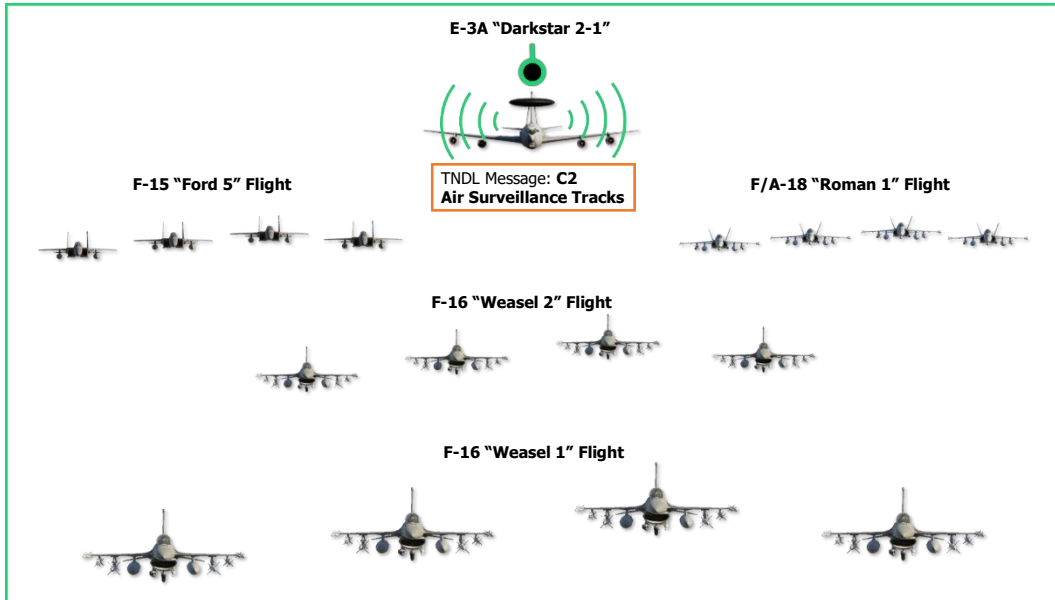 E-3A “Darkstar 2-1”
TNDL Message: C2
Air Surveillance Tracks
F-15 “Ford 5” Flight
F/A-18 “Roman 1” Flight
F-16 “Weasel 2” Flight
F-16 “Weasel 1” Flight